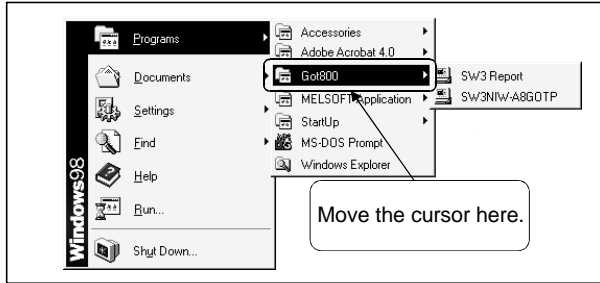 Programs
Documents
Settings
Find
Help
Run...
Shut Down...
Windows98
Accessories
Adobe Acrobat 4.0
Got800
MELSOFT Application
StartUp
MS-DOS Prompt
Windows Explorer
SW3 Report
SW3NIW-A8GOTP
Move the cursor here.